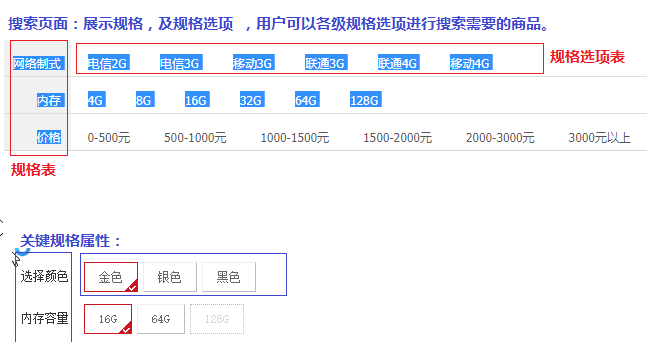 搜索页面：展示规格，及规格选项 ，用户可以各级规格选项进行搜索需要的商品。
网络制式 电信2G 电信3G 移动3G 联通3G 联通4G 移动4G 规格选项表
内存 4G 8G 16G 32G 64G 128G
价格 0-500元 500-1000元 1000-1500元 1500-2000元 2000-3000元 3000元以上
规格表
关键规格属性：
选择颜色 金色 银色 黑色
内存容量 16G 64G 128G